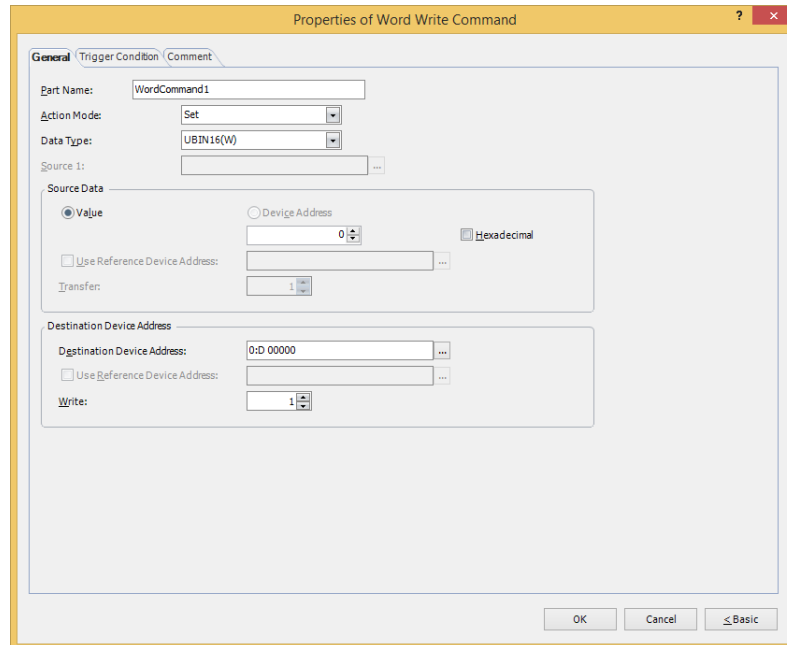 Properties of Word Write Command ? ×
General Trigger Condition Comment
Part Name: WordCommand1
Action Mode: Set
Data Type: UBIN16(W)
Source 1: ...
Source Data
Value Device Address
0 Hexadecimal
Use Reference Device Address: ...
Transfer: 1
Destination Device Address
Destination Device Address: 0:D 00000 ...
Use Reference Device Address: ...
Write: 1
OK Cancel < Basic